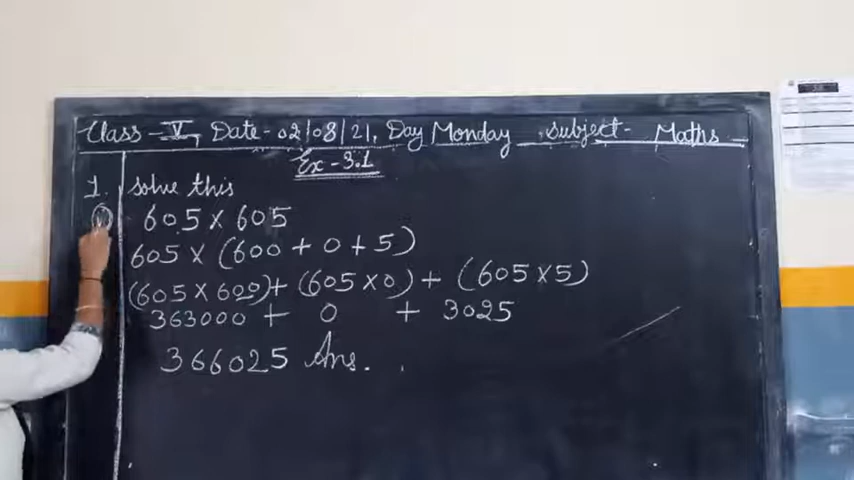 Class - V, Date - 02/08/21, Day Monday, Subject - Maths
Ex - 3.1
1. solve this
605 × 605
605 × (600 + 0 + 5)
(605 × 600) + (605 × 0) + (605 × 5)
363000 + 0 + 3025
366025 Ans.